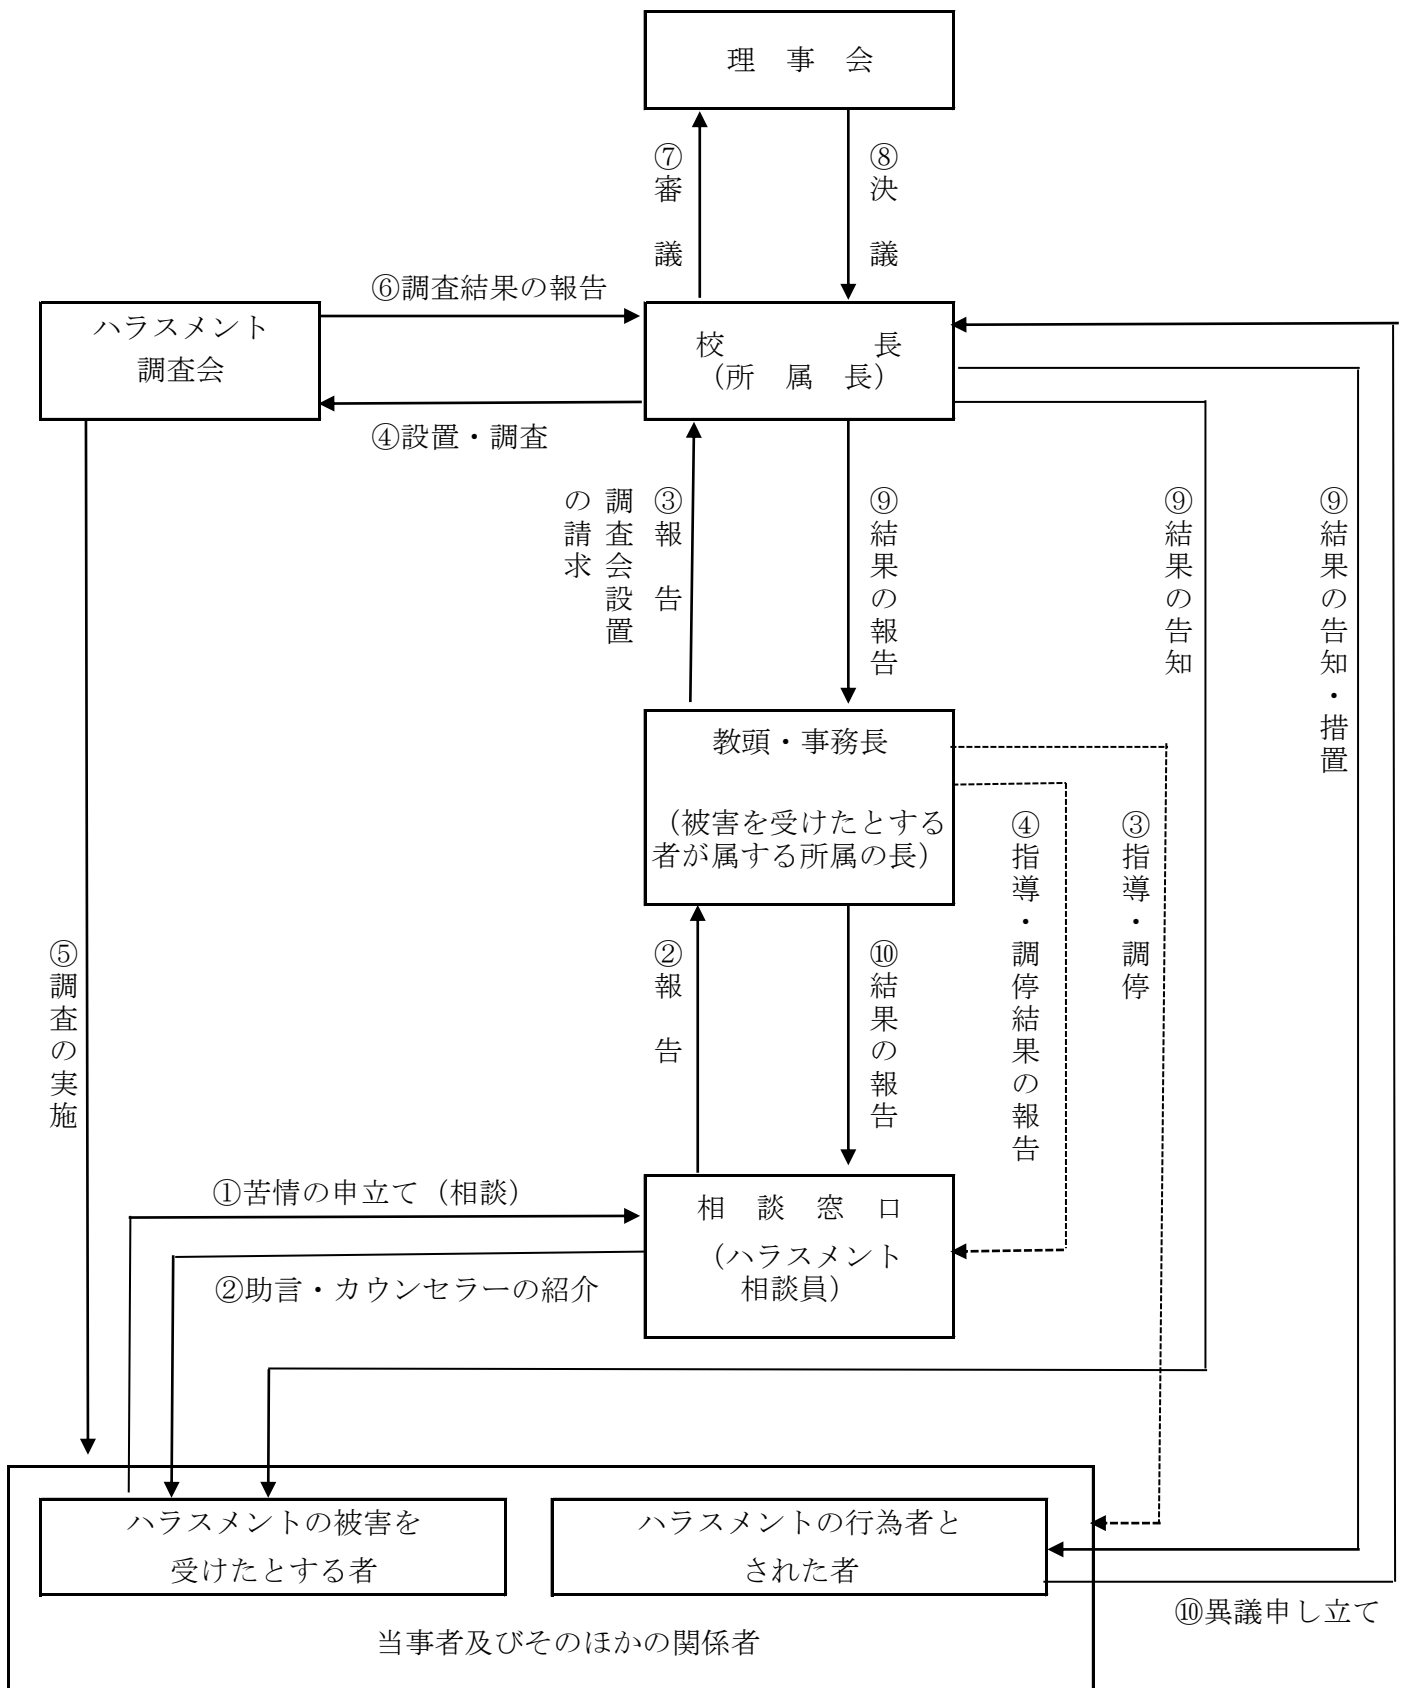 理　事　会
⑦審　議
⑧決　議
⑥調査結果の報告
ハラスメント
調査会
校　　　　　長
（所　属　長）
④設置・調査
③報　告
調査会設置
の請求
⑨結果の報告
⑨結果の告知
⑨結果の告知・措置
教頭・事務長
（被害を受けたとする
者が属する所属の長）
④指導・調停結果の報告
③指導・調停
⑤調査の実施
②報　告
⑩結果の報告
①苦情の申立て（相談）
相　談　窓　口
（ハラスメント
相談員）
②助言・カウンセラーの紹介
ハラスメントの被害を
受けたとする者
ハラスメントの行為者と
された者
⑩異議申し立て
当事者及びそのほかの関係者